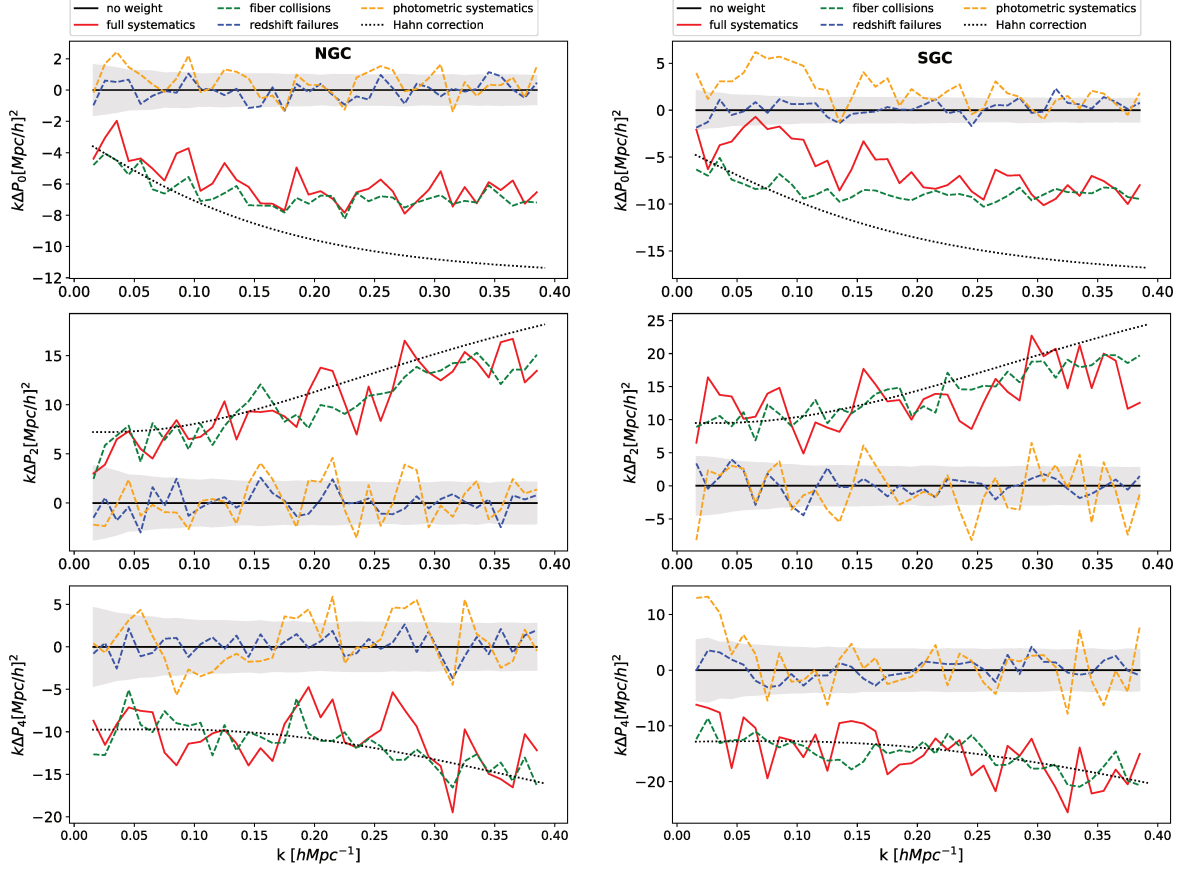 no weight
full systematics
fiber collisions
redshift failures
photometric systematics
Hahn correction
no weight
full systematics
fiber collisions
redshift failures
photometric systematics
Hahn correction
NGC
kΔP₀[Mpc/h]²
2
0
−2
−4
−6
−8
−10
−12
0.00 0.05 0.10 0.15 0.20 0.25 0.30 0.35 0.40
SGC
kΔP₀[Mpc/h]²
5
0
−5
−10
−15
0.00 0.05 0.10 0.15 0.20 0.25 0.30 0.35 0.40
kΔP₂[Mpc/h]²
15
10
5
0
0.00 0.05 0.10 0.15 0.20 0.25 0.30 0.35 0.40
kΔP₂[Mpc/h]²
25
20
15
10
5
0
−5
0.00 0.05 0.10 0.15 0.20 0.25 0.30 0.35 0.40
kΔP₄[Mpc/h]²
5
0
−5
−10
−15
−20
0.00 0.05 0.10 0.15 0.20 0.25 0.30 0.35 0.40
k [hMpc⁻¹]
kΔP₄[Mpc/h]²
10
0
−10
−20
0.00 0.05 0.10 0.15 0.20 0.25 0.30 0.35 0.40
k [hMpc⁻¹]